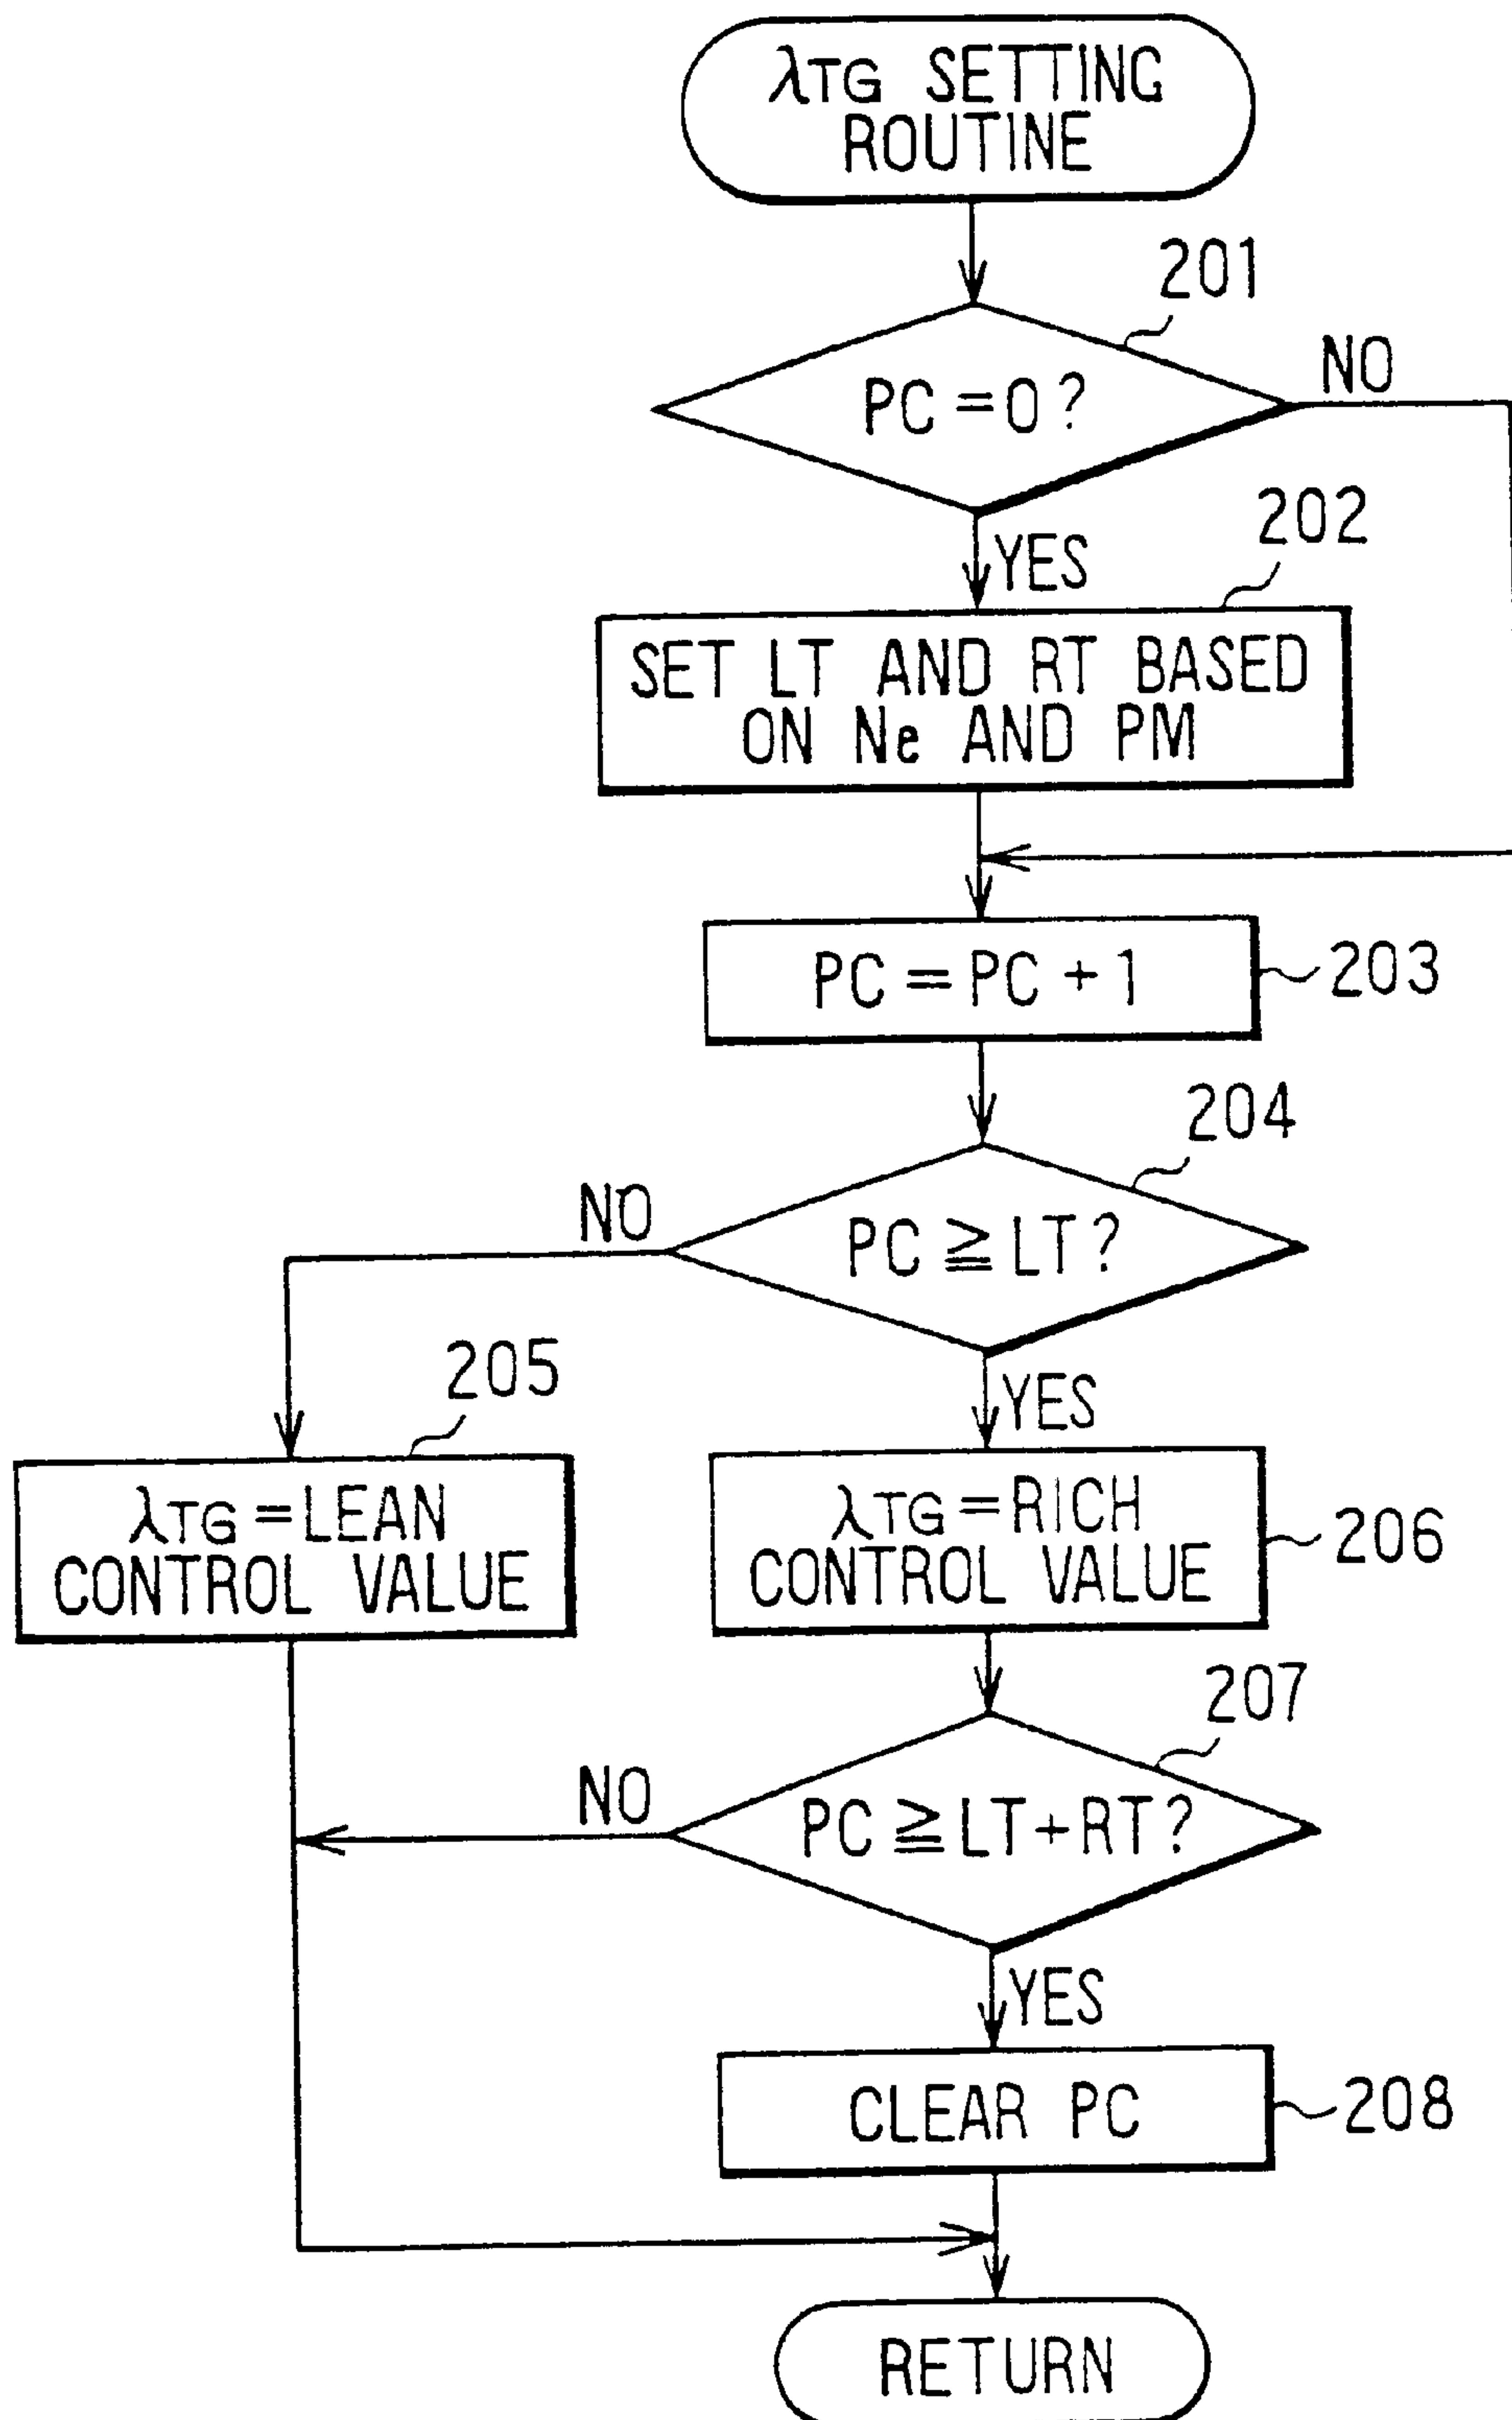 λTG SETTING
ROUTINE
201
PC=0?
NO
YES
202
SET LT AND RT BASED
ON Ne AND PM
PC=PC+1
203
204
NO
PC≧LT?
205
YES
λTG=LEAN
CONTROL VALUE
λTG=RICH
CONTROL VALUE
206
207
NO
PC≧LT+RT?
YES
CLEAR PC
208
RETURN